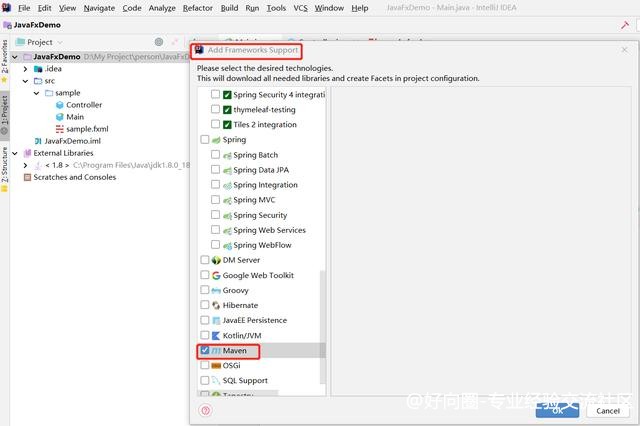 File Edit View Navigate Code Analyze Refactor Build Run Tools VCS Window Help
JavaFxDemo - Main.java - IntelliJ IDEA
JavaFxDemo
Project
Add Frameworks Support
2: Favorites
1: Project
7: Structure
JavaFxDemo D:\My Project\person\JavaFxD
.idea
src
sample
Controller
Main
sample.fxml
JavaFxDemo.iml
External Libraries
< 1.8 > C:\Program Files\Java\jdk1.8.0_18
Scratches and Consoles
Please select the desired technologies.
This will download all needed libraries and create Facets in project configuration.
Spring Security 4 integrati
thymeleaf-testing
Tiles 2 integration
Spring
Spring Batch
Spring Data JPA
Spring Integration
Spring MVC
Spring Security
Spring Web Services
Spring WebFlow
DM Server
Google Web Toolkit
Groovy
Hibernate
JavaEE Persistence
Kotlin/JVM
Maven
OSGi
SQL Support
Tapestry
?
OK
Cancel
@好向圈-专业经验交流社区